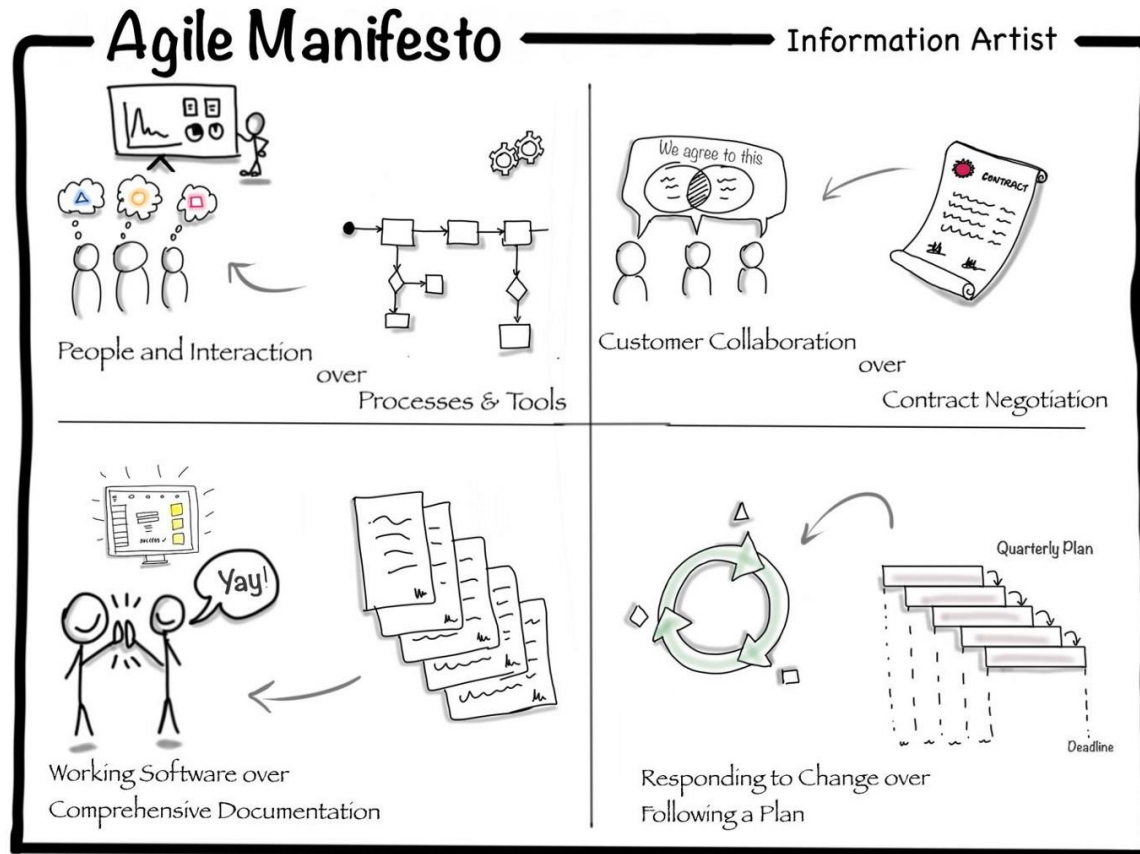 Agile Manifesto
Information Artist
People and Interaction
over
Processes & Tools
We agree to this
CONTRACT
Customer Collaboration
over
Contract Negotiation
SUCCESS ✓
Yay!
Working Software over
Comprehensive Documentation
Quarterly Plan
Deadline
Responding to Change over
Following a Plan